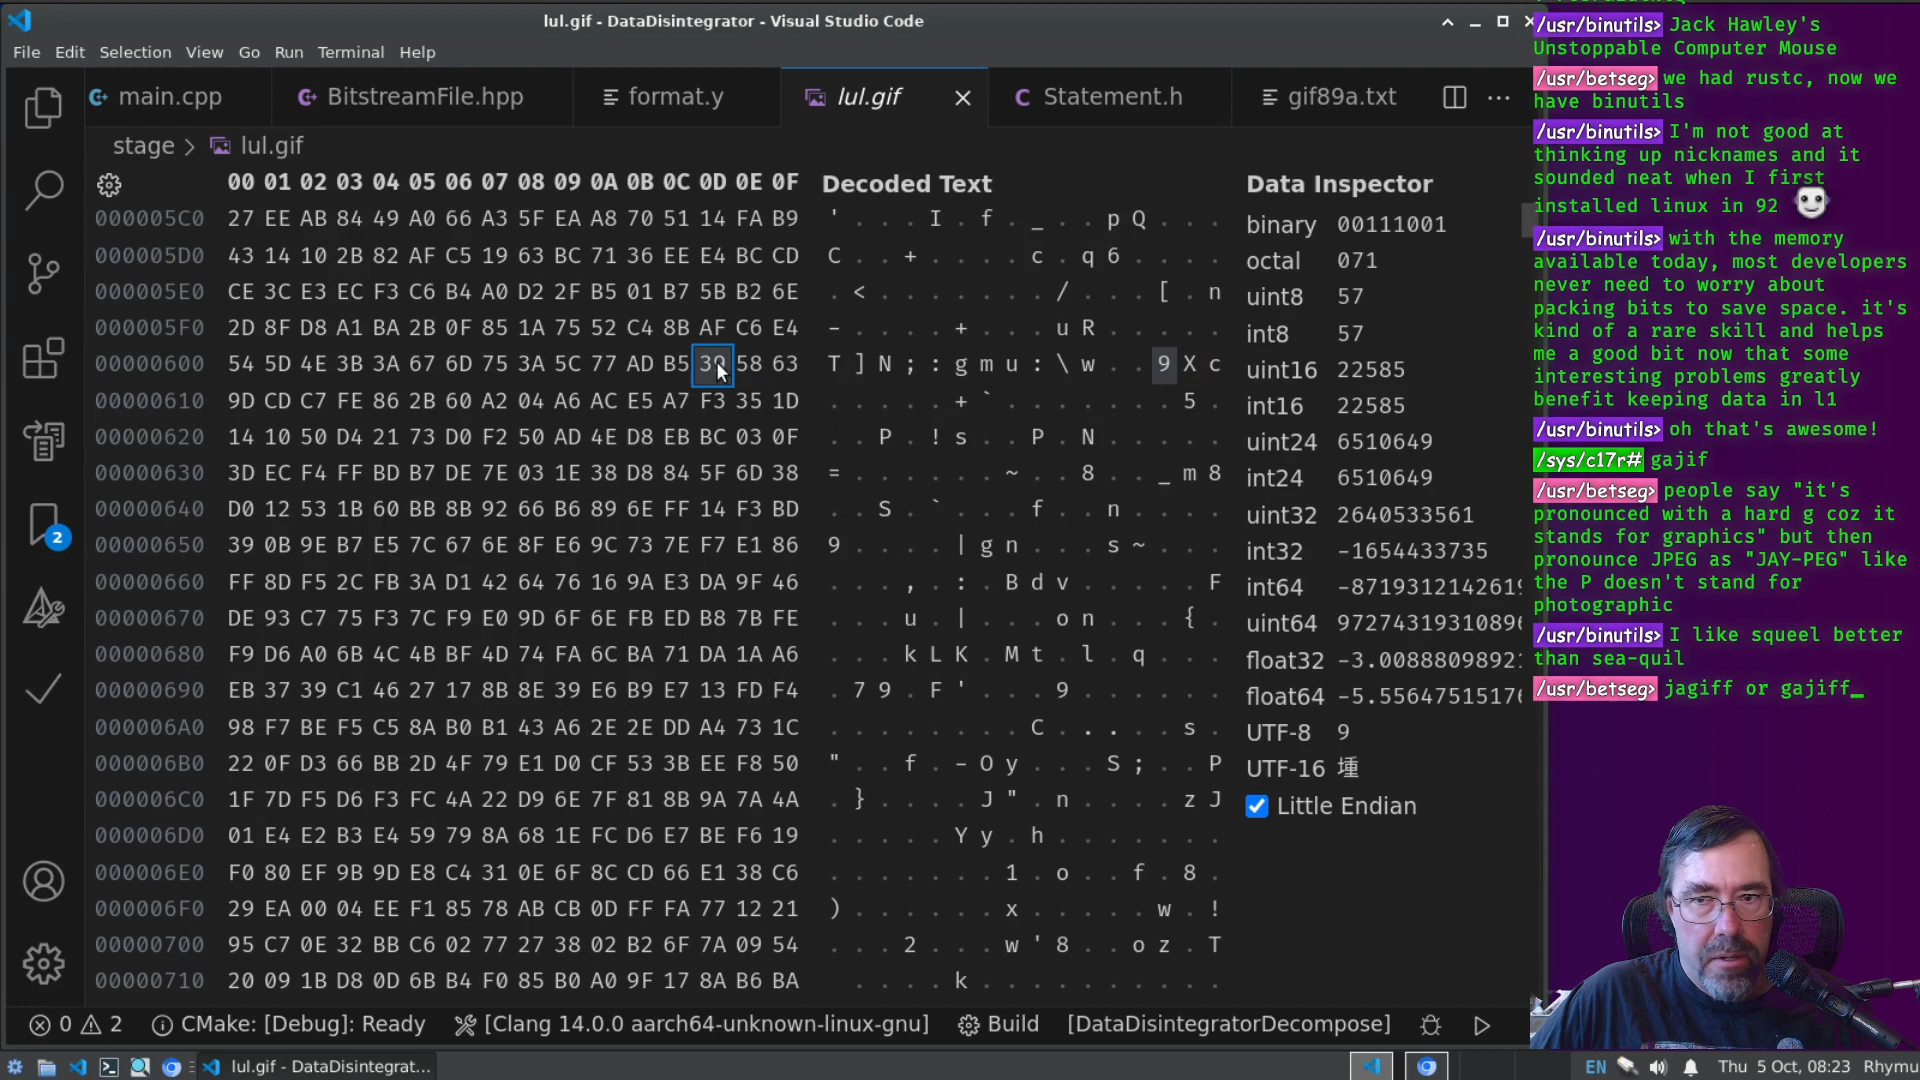 lul.gif - DataDisintegrator - Visual Studio Code
File Edit Selection View Go Run Terminal Help
main.cpp BitstreamFile.hpp format.y lul.gif Statement.h gif89a.txt
stage > lul.gif
00 01 02 03 04 05 06 07 08 09 0A 0B 0C 0D 0E 0F Decoded Text Data Inspector
000005C0 27 EE AB 84 49 A0 66 A3 5F EA A8 70 51 14 FA B9 ' . . . I . f . _ . . p Q . . .
000005D0 43 14 10 2B 82 AF C5 19 63 BC 71 36 EE E4 BC CD C . . + . . . . c . q 6 . . . .
000005E0 CE 3C E3 EC F3 C6 B4 A0 D2 2F B5 01 B7 5B B2 6E . < . . . . . . . / . . . [ . n
000005F0 2D 8F D8 A1 BA 2B 0F 85 1A 75 52 C4 8B AF C6 E4 - . . . . + . . . u R . . . . .
00000600 54 5D 4E 3B 3A 67 6D 75 3A 5C 77 AD B5 39 58 63 T ] N ; : g m u : \ w . . 9 X c
00000610 9D CD C7 FE 86 2B 60 A2 04 A6 AC E5 A7 F3 35 1D . . . . . + ` . . . . . . . 5 .
00000620 14 10 50 D4 21 73 D0 F2 50 AD 4E D8 EB BC 03 0F . . P . ! s . . P . N . . . . .
00000630 3D EC F4 FF BD B7 DE 7E 03 1E 38 D8 84 5F 6D 38 = . . . . . . ~ . . 8 . . _ m 8
00000640 D0 12 53 1B 60 BB 8B 92 66 B6 89 6E FF 14 F3 BD . . S . ` . . . f . . n . . . .
00000650 39 0B 9E B7 E5 7C 67 6E 8F E6 9C 73 7E F7 E1 86 9 . . . . | g n . . . s ~ . . .
00000660 FF 8D F5 2C FB 3A D1 42 64 76 16 9A E3 DA 9F 46 . . . , . : . B d v . . . . . F
00000670 DE 93 C7 75 F3 7C F9 E0 9D 6F 6E FB ED B8 7B FE . . . u . | . . . o n . . . { .
00000680 F9 D6 A0 6B 4C 4B BF 4D 74 FA 6C BA 71 DA 1A A6 . . . k L K . M t . l . q . . .
00000690 EB 37 39 C1 46 27 17 8B 8E 39 E6 B9 E7 13 FD F4 . 7 9 . F ' . . . 9 . . . . . .
000006A0 98 F7 BE F5 C5 8A B0 B1 43 A6 2E 2E DD A4 73 1C . . . . . . . . C . . . . . s .
000006B0 22 0F D3 66 BB 2D 4F 79 E1 D0 CF 53 3B EE F8 50 " . . f . - O y . . . S ; . . P
000006C0 1F 7D F5 D6 F3 FC 4A 22 D9 6E 7F 81 8B 9A 7A 4A . } . . . . J " . n . . . . z J
000006D0 01 E4 E2 B3 E4 59 79 8A 68 1E FC D6 E7 BE F6 19 . . . . . Y y . h . . . . . . .
000006E0 F0 80 EF 9B 9D E8 C4 31 0E 6F 8C CD 66 E1 38 C6 . . . . . . . 1 . o . . f . 8 .
000006F0 29 EA 00 04 EE F1 85 78 AB CB 0D FF FA 77 12 21 ) . . . . . . x . . . . . w . !
00000700 95 C7 0E 32 BB C6 02 77 27 38 02 B2 6F 7A 09 54 . . . 2 . . . w ' 8 . . o z . T
00000710 20 09 1B D8 0D 6B B4 F0 85 B0 A0 9F 17 8A B6 BA . . . . k . . . . . . . . . .
binary 00111001
octal 071
uint8 57
int8 57
uint16 22585
int16 22585
uint24 6510649
int24 6510649
uint32 2640533561
int32 -1654433735
int64 -8719312142619
uint64 9727431931089
float32 -3.0088809892
float64 -5.5564751517
UTF-8 9
UTF-16
Little Endian
2
0 2 CMake: [Debug]: Ready [Clang 14.0.0 aarch64-unknown-linux-gnu] Build [DataDisintegratorDecompose]
lul.gif - DataDisintegrat...
EN Thu 5 Oct, 08:23 Rhymu
/usr/binutils> Jack Hawley's
Unstoppable Computer Mouse
/usr/betseg> we had rustc, now we
have binutils
/usr/binutils> I'm not good at
thinking up nicknames and it
sounded neat when I first
installed linux in 92
/usr/binutils> with the memory
available today, most developers
never need to worry about
packing bits to save space. it's
kind of a rare skill and helps
me a good bit now that some
interesting problems greatly
benefit keeping data in l1
/usr/binutils> oh that's awesome!
/sys/c17r# gajif
/usr/betseg> people say "it's
pronounced with a hard g coz it
stands for graphics" but then
pronounce JPEG as "JAY-PEG" like
the P doesn't stand for
photographic
/usr/binutils> I like squeel better
than sea-quil
/usr/betseg> jagiff or gajiff_